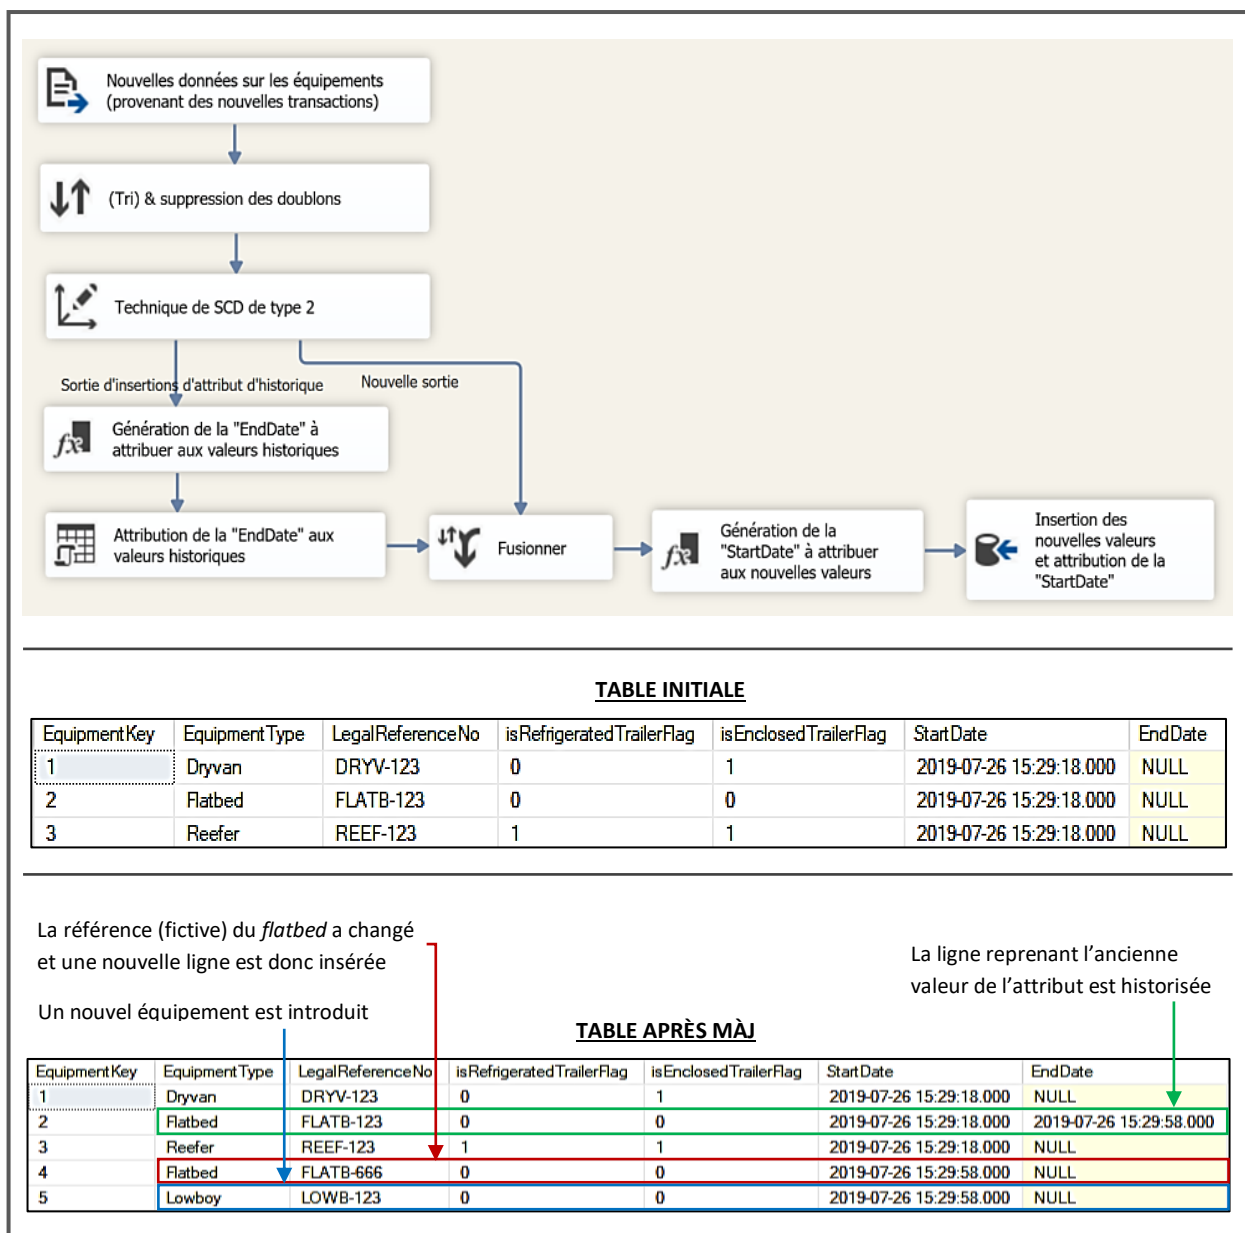 Nouvelles données sur les équipements
(provenant des nouvelles transactions)
(Tri) & suppression des doublons
Technique de SCD de type 2
Sortie d'insertions d'attribut d'historique
Nouvelle sortie
Génération de la "EndDate" à
attribuer aux valeurs historiques
Attribution de la "EndDate" aux
valeurs historiques
Fusionner
Génération de la
"StartDate" à attribuer
aux nouvelles valeurs
Insertion des
nouvelles valeurs
et attribution de la
"StartDate"
TABLE INITIALE
EquipmentKey EquipmentType LegalReferenceNo isRefrigeratedTrailerFlag isEnclosedTrailerFlag StartDate EndDate
1 Dryvan DRYV-123 0 1 2019-07-26 15:29:18.000 NULL
2 Flatbed FLATB-123 0 0 2019-07-26 15:29:18.000 NULL
3 Reefer REEF-123 1 1 2019-07-26 15:29:18.000 NULL
La référence (fictive) du flatbed a changé
et une nouvelle ligne est donc insérée
Un nouvel équipement est introduit
La ligne reprenant l'ancienne
valeur de l'attribut est historisée
TABLE APRÈS MÀJ
EquipmentKey EquipmentType LegalReferenceNo isRefrigeratedTrailerFlag isEnclosedTrailerFlag StartDate EndDate
1 Dryvan DRYV-123 0 1 2019-07-26 15:29:18.000 NULL
2 Flatbed FLATB-123 0 0 2019-07-26 15:29:18.000 2019-07-26 15:29:58.000
3 Reefer REEF-123 1 1 2019-07-26 15:29:18.000 NULL
4 Flatbed FLATB-666 0 0 2019-07-26 15:29:58.000 NULL
5 Lowboy LOWB-123 0 0 2019-07-26 15:29:58.000 NULL